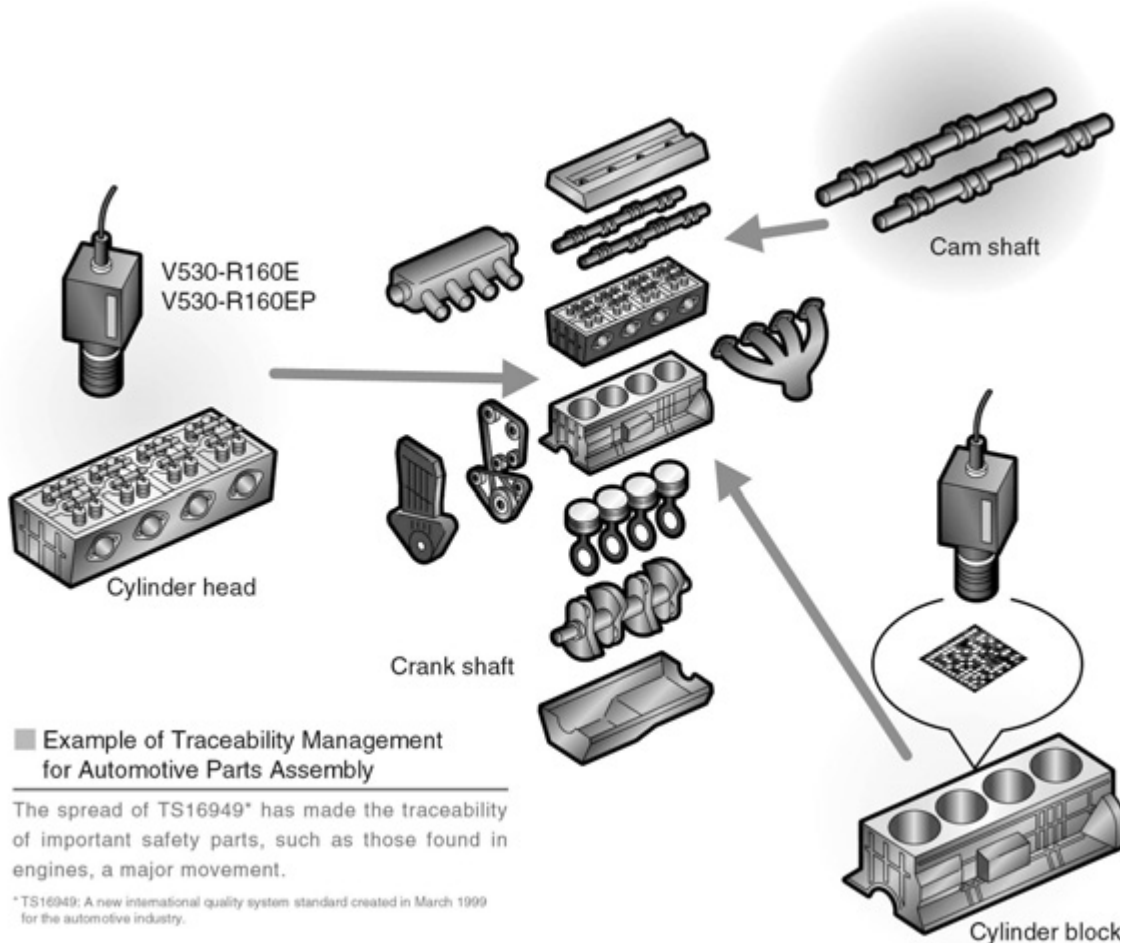 Cam shaft
V530-R160E
V530-R160EP
Cylinder head
Crank shaft
Example of Traceability Management
for Automotive Parts Assembly
The spread of TS16949* has made the traceability
of important safety parts, such as those found in
engines, a major movement.
* TS16949: A new international quality system standard created in March 1999
for the automotive industry.
Cylinder block